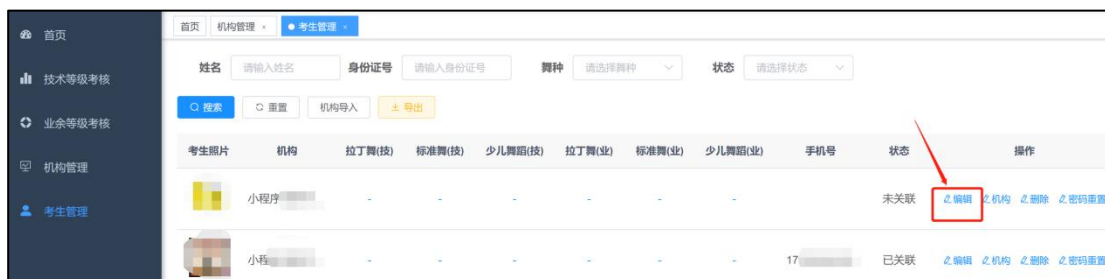 首页
技术等级考核
业余等级考核
机构管理
考生管理
首页 机构管理 × 考生管理 ×
姓名 请输入姓名 身份证号 请输入身份证号 舞种 请选择舞种 状态 请选择状态
搜索 重置 机构导入 导出
考生照片 机构 拉丁舞(技) 标准舞(技) 少儿舞蹈(技) 拉丁舞(业) 标准舞(业) 少儿舞蹈(业) 手机号 状态 操作
小程序 - - - - - - 未关联 编辑 机构 删除 密码重置
小程 - - - - - - 17 已关联 编辑 机构 删除 密码重置